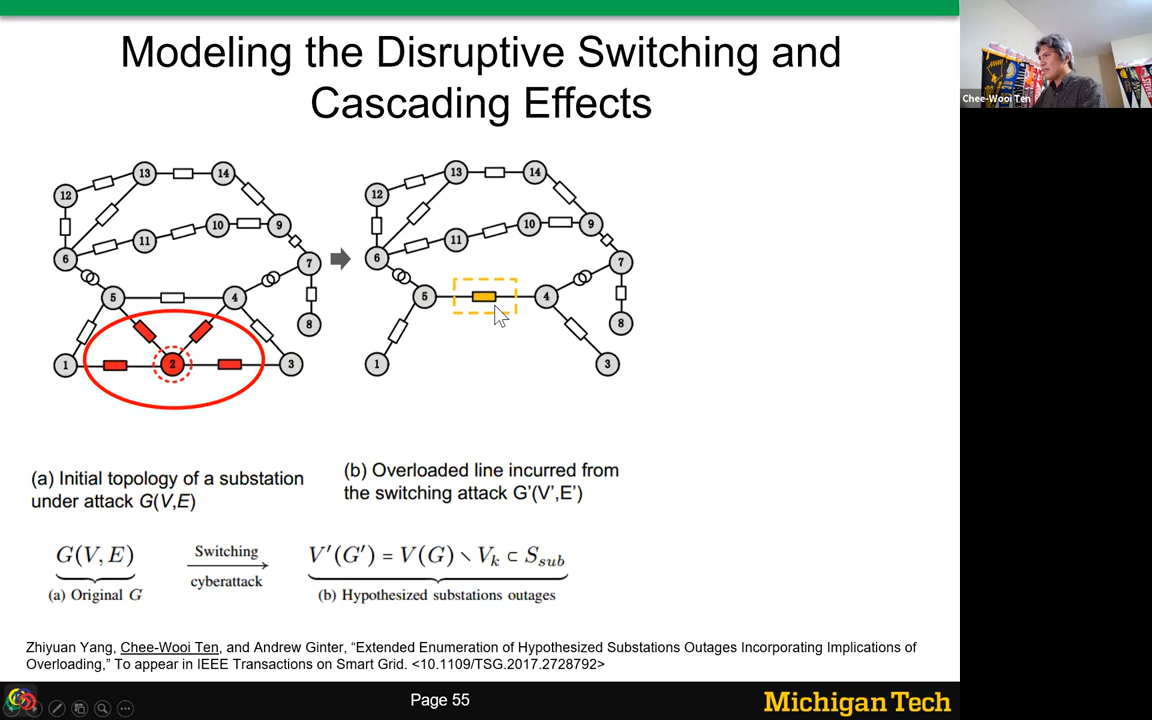 Modeling the Disruptive Switching and
Cascading Effects
Chee-Wooi Ten
13
14
12
10
9
11
6
7
5
4
8
1
2
3
13
14
12
10
9
11
6
7
5
4
8
1
3
(a) Initial topology of a substation
under attack G(V,E)
(b) Overloaded line incurred from
the switching attack G'(V',E')
G(V, E)
(a) Original G
Switching
cyberattack
V′(G′) = V(G) ∖ Vₖ ⊂ S_sub
(b) Hypothesized substations outages
Zhiyuan Yang, Chee-Wooi Ten, and Andrew Ginter, “Extended Enumeration of Hypothesized Substations Outages Incorporating Implications of
Overloading,” To appear in IEEE Transactions on Smart Grid. <10.1109/TSG.2017.2728792>
Page 55
Michigan Tech